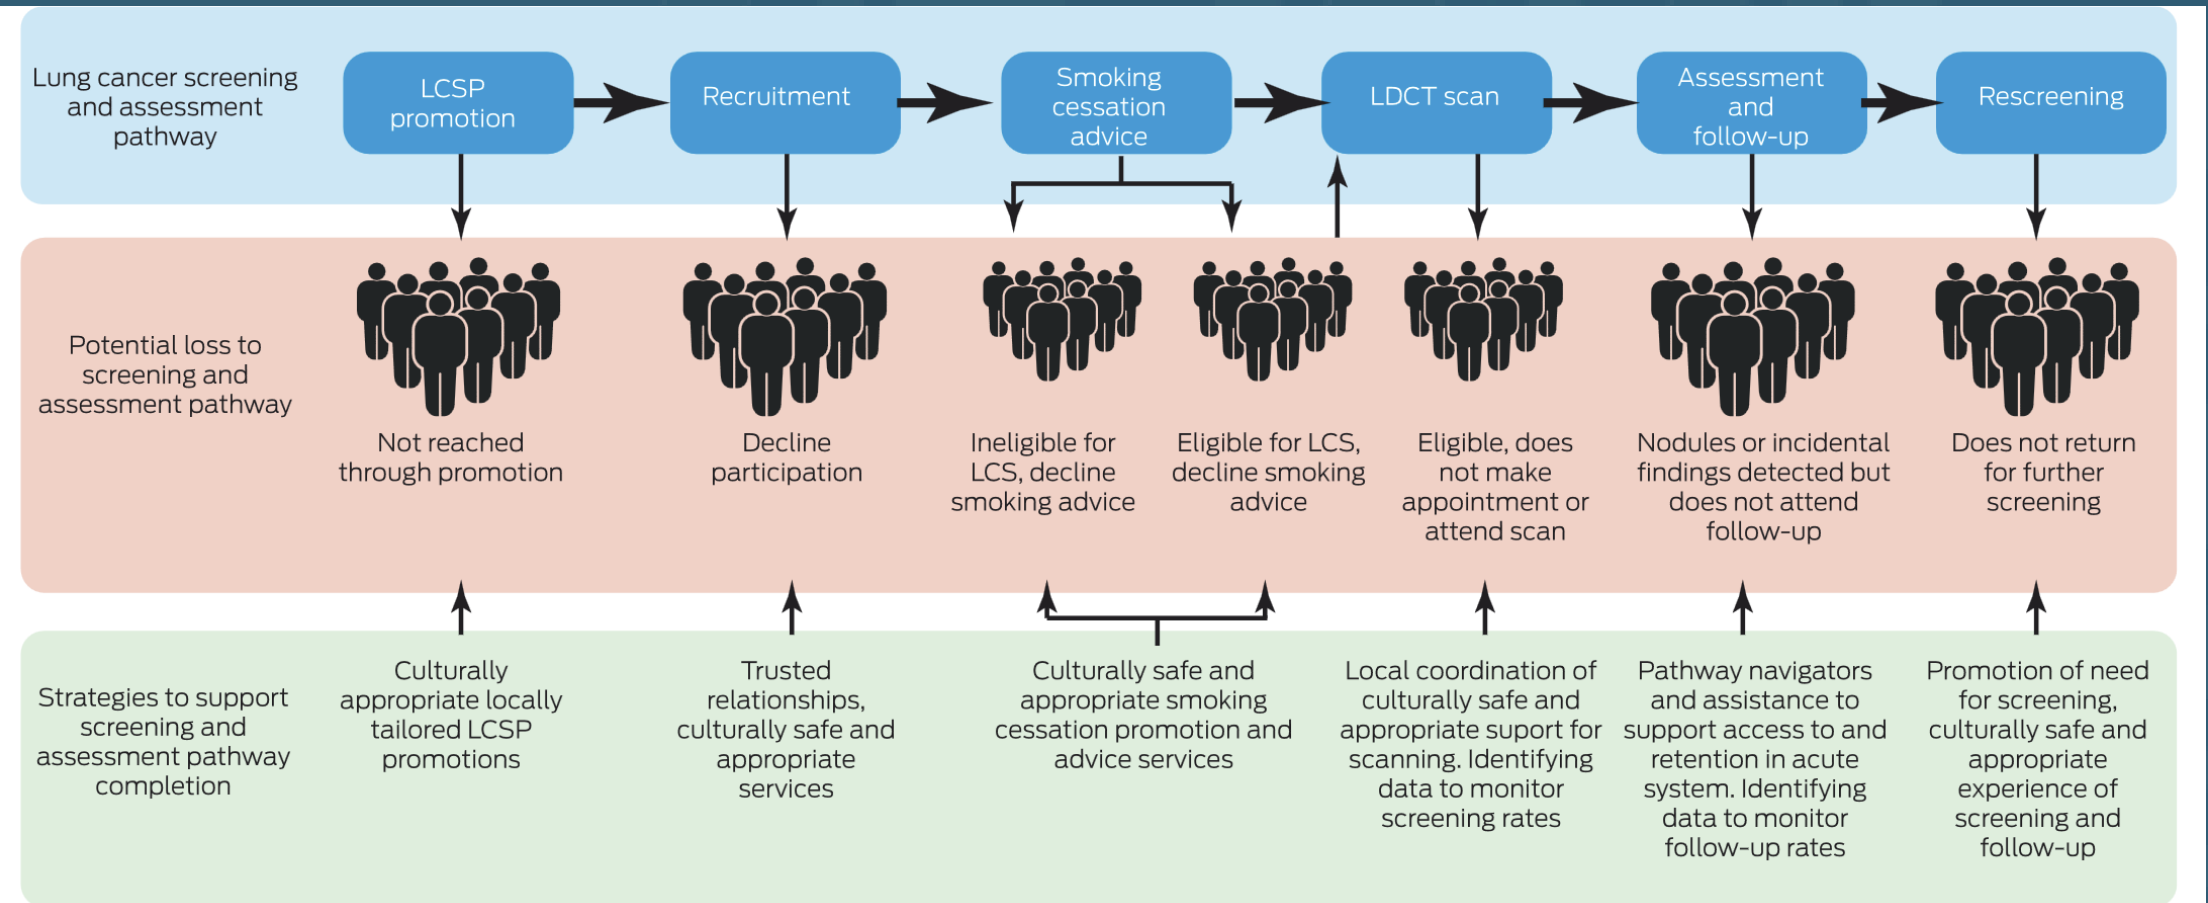 Lung cancer screening
and assessment
pathway
LCSP
promotion
Recruitment
Smoking
cessation
advice
LDCT scan
Assessment
and
follow-up
Rescreening
Potential loss to
screening and
assessment pathway
Not reached
through promotion
Decline
participation
Ineligible for
LCS, decline
smoking advice
Eligible for LCS,
decline smoking
advice
Eligible, does
not make
appointment or
attend scan
Nodules or incidental
findings detected but
does not attend
follow-up
Does not return
for further
screening
Strategies to support
screening and
assessment pathway
completion
Culturally
appropriate locally
tailored LCSP
promotions
Trusted
relationships,
culturally safe and
appropriate
services
Culturally safe and
appropriate smoking
cessation promotion and
advice services
Local coordination of
culturally safe and
appropriate suport for
scanning. Identifying
data to monitor
screening rates
Pathway navigators
and assistance to
support access to and
retention in acute
system. Identifying
data to monitor
follow-up rates
Promotion of need
for screening,
culturally safe and
appropriate
experience of
screening and
follow-up